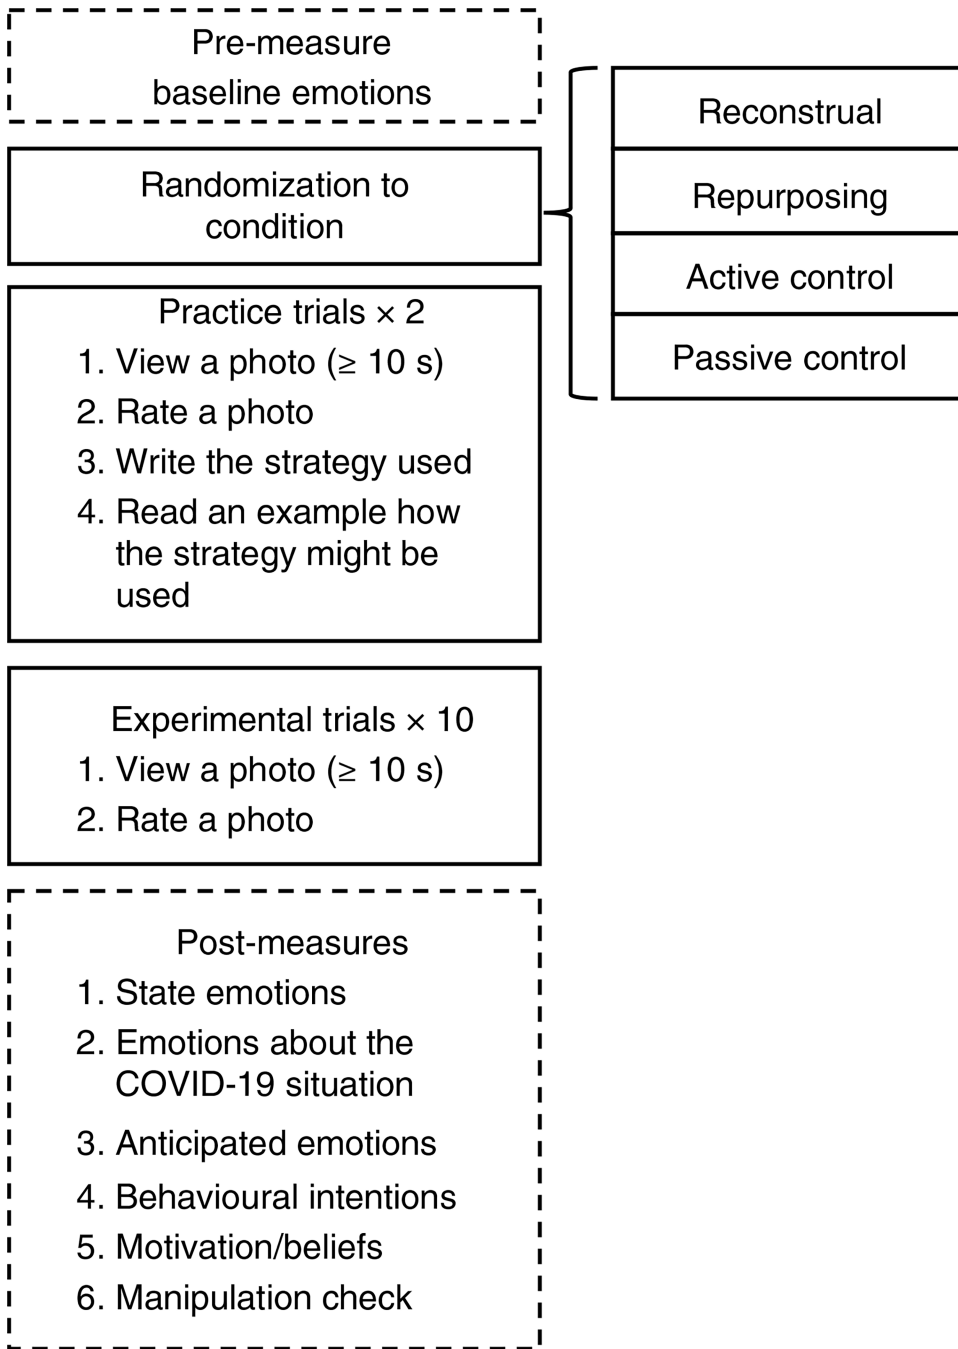 Pre-measure
baseline emotions
Randomization to
condition
Reconstrual
Repurposing
Active control
Passive control
Practice trials × 2
1. View a photo (≥ 10 s)
2. Rate a photo
3. Write the strategy used
4. Read an example how
the strategy might be
used
Experimental trials × 10
1. View a photo (≥ 10 s)
2. Rate a photo
Post-measures
1. State emotions
2. Emotions about the
COVID-19 situation
3. Anticipated emotions
4. Behavioural intentions
5. Motivation/beliefs
6. Manipulation check